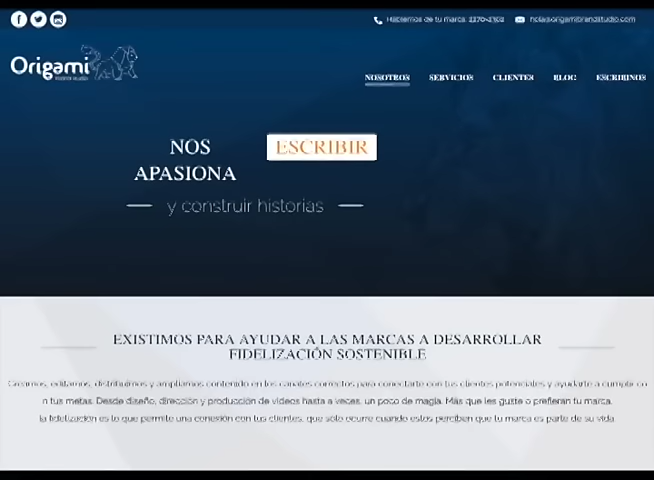 Hablemos de tu marca: 2270-2302 hola@origamibrandstudio.com
Origami
NOSOTROS SERVICIOS CLIENTES BLOG ESCRIBINOS
NOS ESCRIBIR
APASIONA
y construir historias
EXISTIMOS PARA AYUDAR A LAS MARCAS A DESARROLLAR
FIDELIZACIÓN SOSTENIBLE
Creamos, editamos, distribuimos y ampliamos contenido en los canales correctos para conectarte con tus clientes potenciales y ayudarte a cumplir co
n tus metas. Desde diseño, dirección y producción de videos hasta a veces, un poco de magia. Más que les guste o prefieran tu marca,
la fidelización es lo que permite una conexión con tus clientes, que sólo ocurre cuando estos perciben que tu marca es parte de su vida.